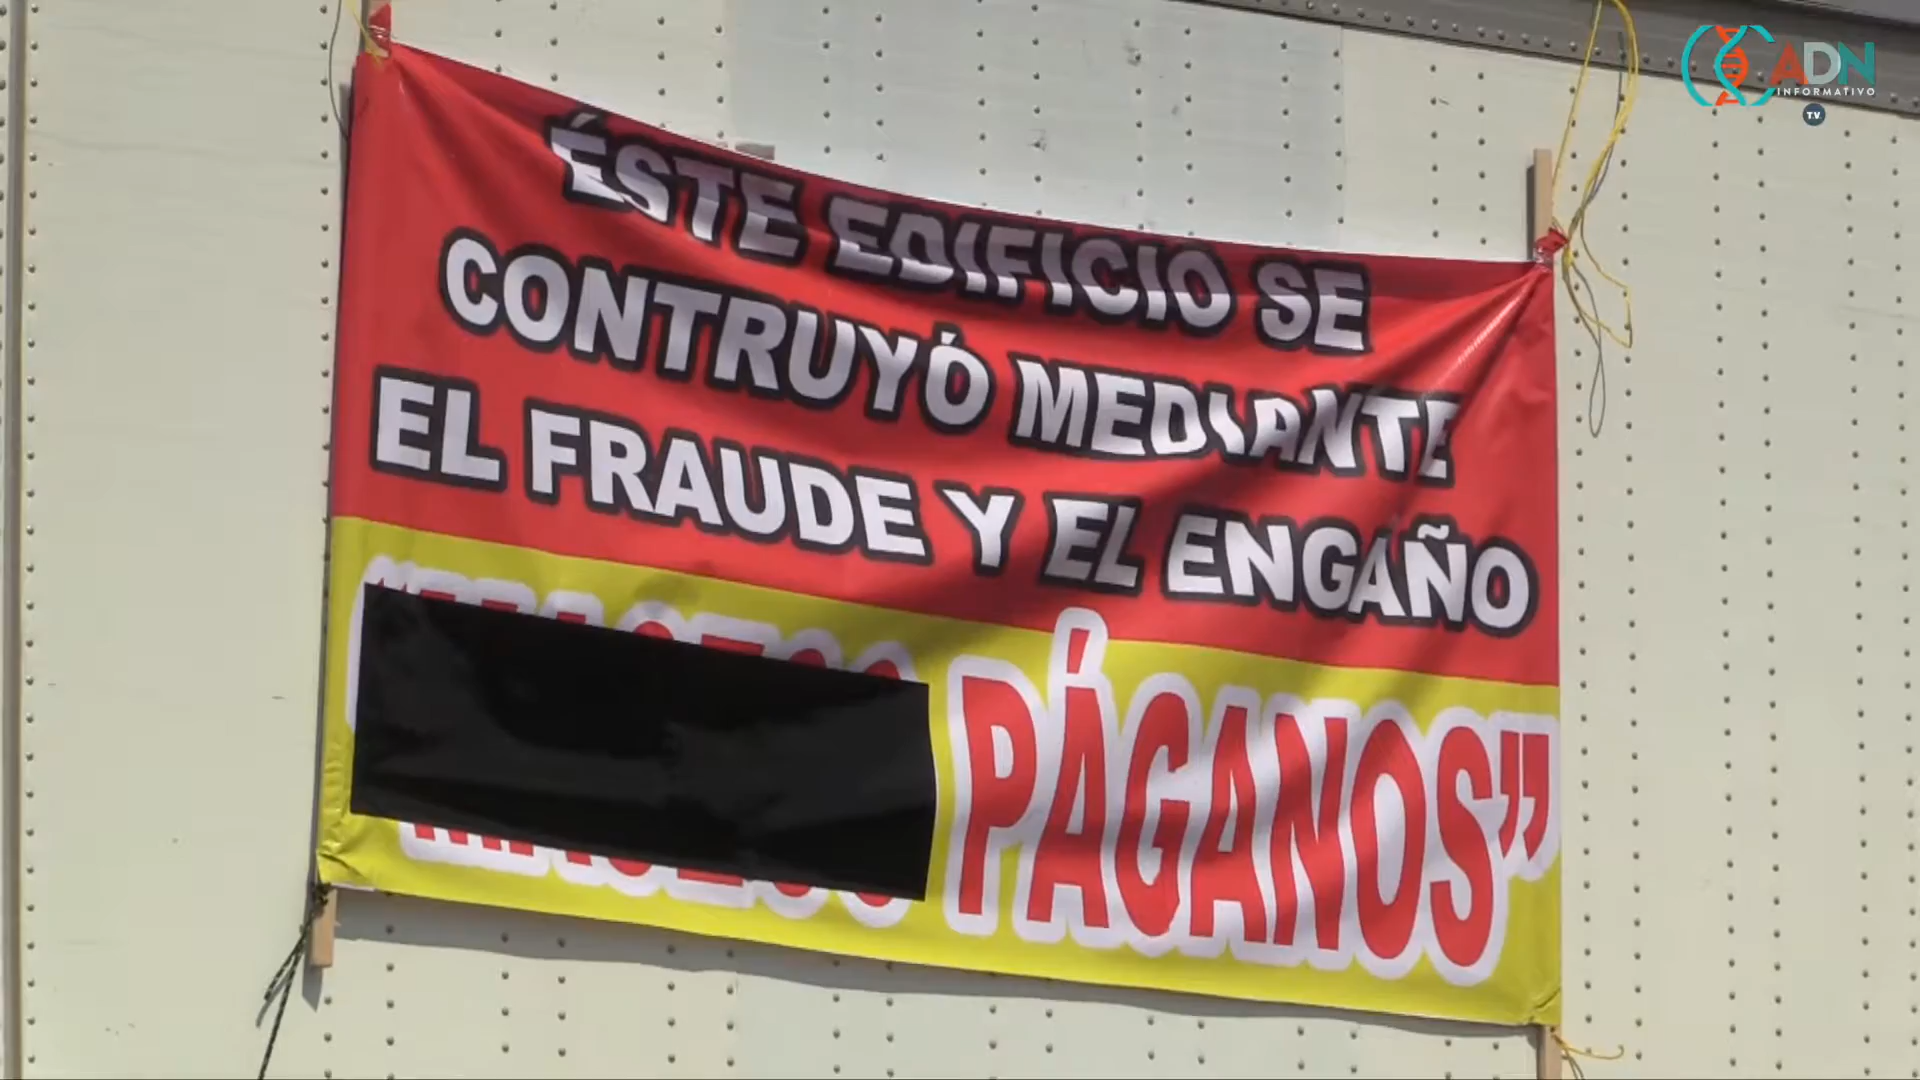 ADN
INFORMATIVO
TV
ÉSTE EDIFICIO SE
CONTRUYÓ MEDIANTE
EL FRAUDE Y EL ENGAÑO
PÁGANOS”